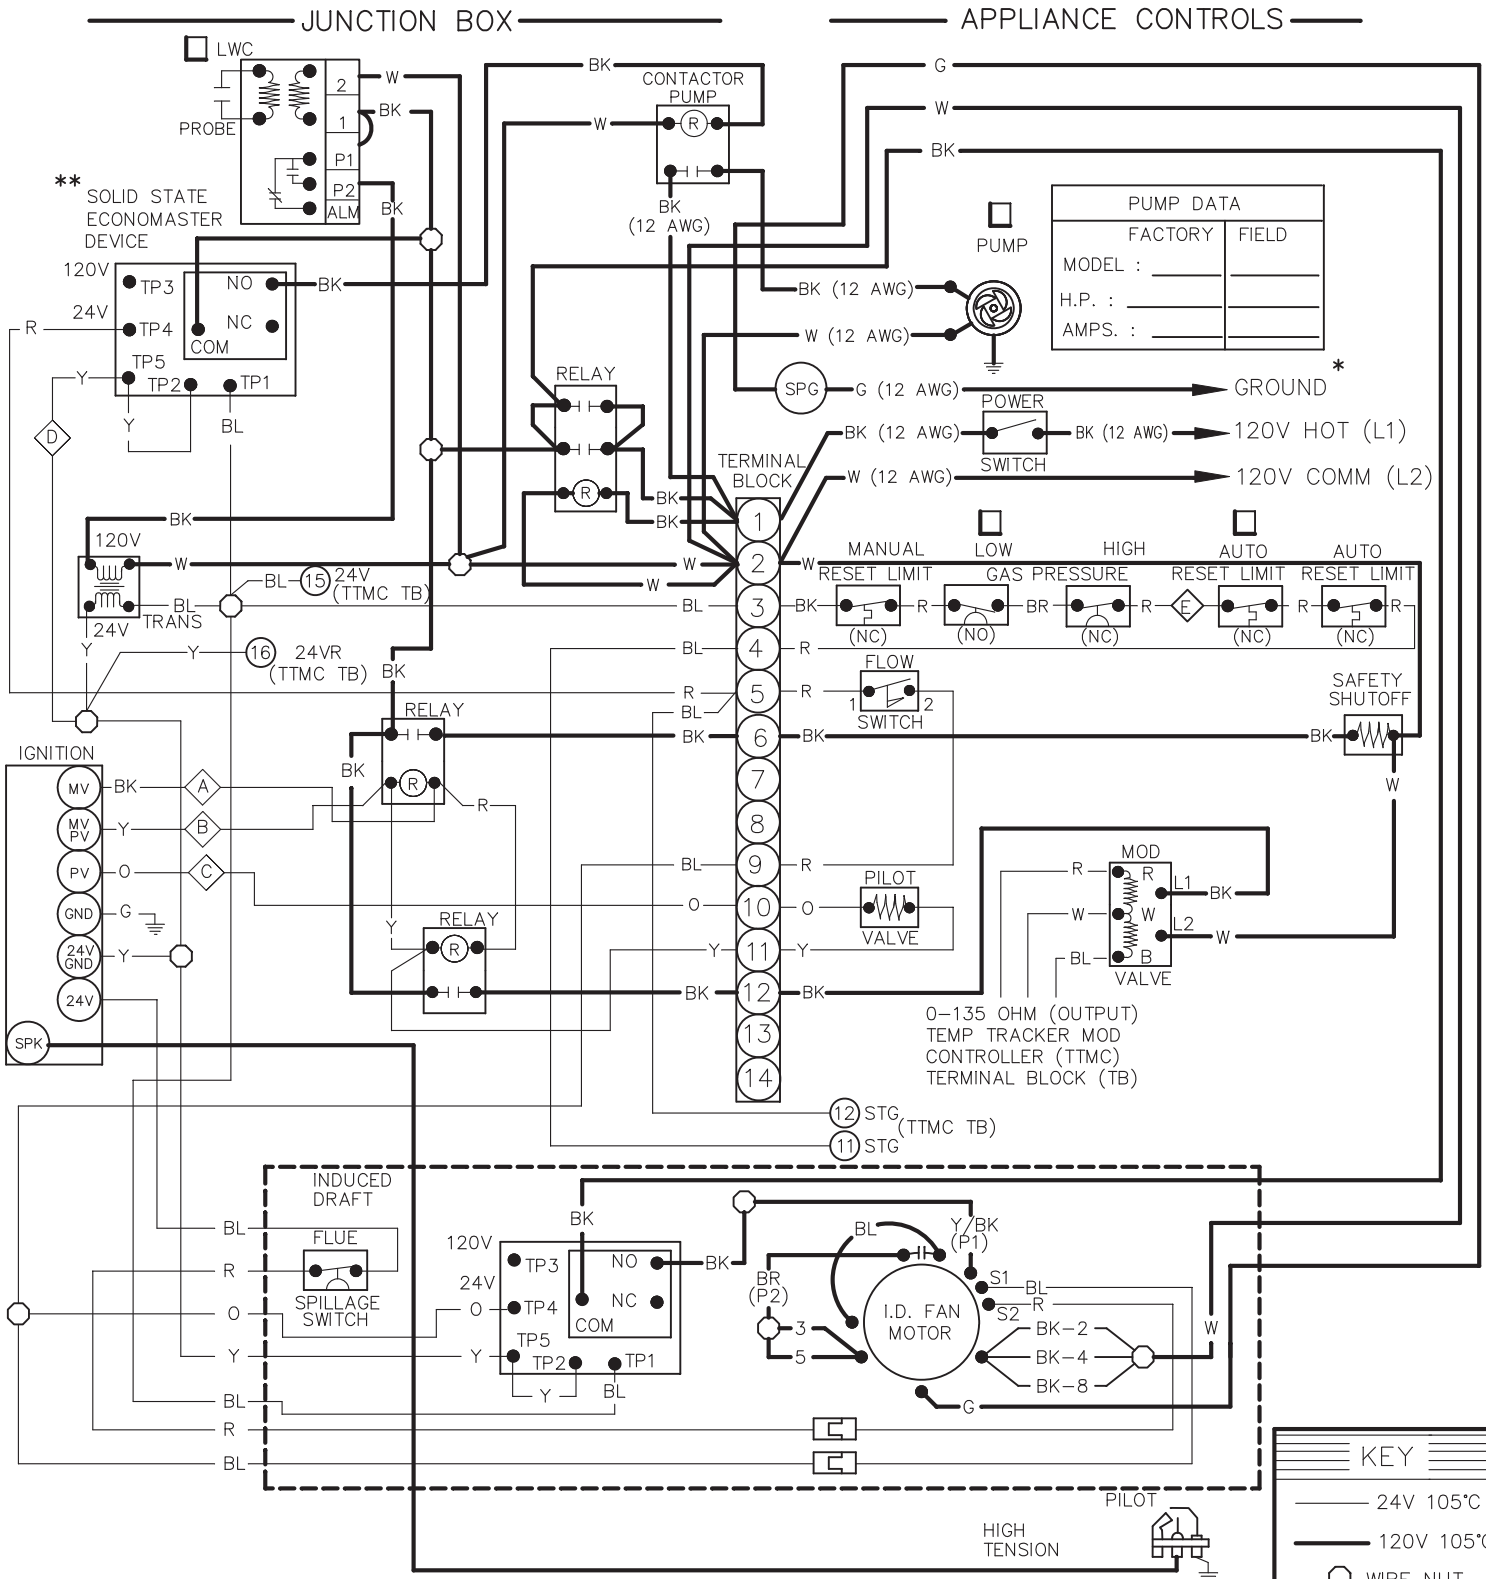 JUNCTION BOX
APPLIANCE CONTROLS
LWC
2
W
BK
1
PROBE
P1
P2
ALM
BK
BK
CONTACTOR
PUMP
W
R
G
W
BK
BK
(12 AWG)
** SOLID STATE
ECONOMASTER
DEVICE
120V
TP3
24V
TP4
R
TP5
Y
TP2
TP1
NO
NC
COM
BK
Y
BL
D
PUMP
PUMP DATA
FACTORY
FIELD
MODEL :
H.P. :
AMPS. :
BK (12 AWG)
W (12 AWG)
RELAY
R
SPG
G (12 AWG)
GROUND *
POWER
SWITCH
BK (12 AWG)
BK (12 AWG)
120V HOT (L1)
W (12 AWG)
120V COMM (L2)
TERMINAL
BLOCK
BK
BK
W
W
BK
120V
W
BL
TRANS
24V
Y
BL
15
24V
(TTMC TB)
Y
16
24VR
(TTMC TB)
BK
1
2
3
4
5
6
7
8
9
10
11
12
13
14
W
MANUAL
RESET LIMIT
(NC)
LOW
HIGH
GAS PRESSURE
(NO)
(NC)
AUTO
RESET LIMIT
(NC)
AUTO
RESET LIMIT
(NC)
BL
BK
R
BR
R
E
R
R
BL
R
FLOW
SWITCH
1
2
R
BL
R
BK
BK
BK
SAFETY
SHUTOFF
W
RELAY
R
BK
R
Y
IGNITION
MV
BK
A
MV
PV
Y
B
PV
O
C
GND
G
24V
GND
Y
24V
SPK
BL
R
O
O
PILOT
VALVE
RELAY
R
Y
Y
BK
BK
MOD
VALVE
R
R
L1
BK
W
W
L2
W
BL
B
0-135 OHM (OUTPUT)
TEMP TRACKER MOD
CONTROLLER (TTMC)
TERMINAL BLOCK (TB)
12
STG
(TTMC TB)
11
STG
INDUCED
DRAFT
BL
FLUE
SPILLAGE
SWITCH
R
O
Y
BL
R
BL
BK
120V
TP3
24V
TP4
O
TP5
Y
TP2
TP1
NO
NC
COM
BK
Y
BL
BL
Y/BK
(P1)
BR
(P2)
S1
BL
S2
R
I.D. FAN
MOTOR
3
5
BK-2
BK-4
BK-8
W
G
KEY
24V 105°C
120V 105°C
WIRE NUT
PILOT
HIGH
TENSION